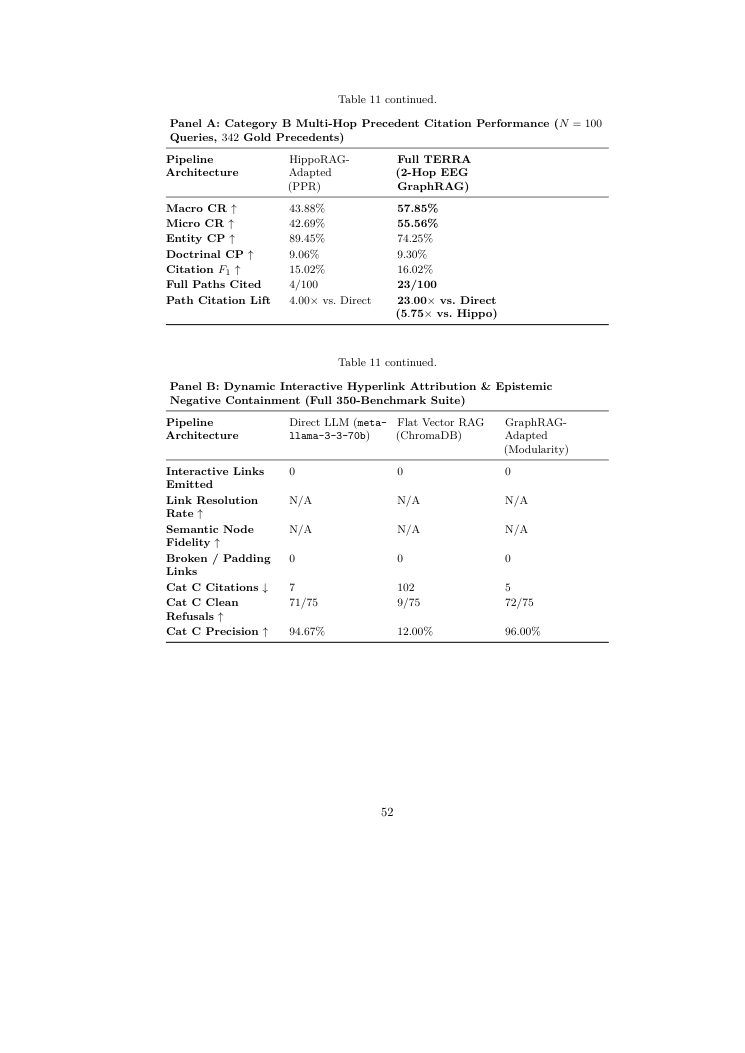 Table 11 continued.
Panel A: Category B Multi-Hop Precedent Citation Performance (N = 100
Queries, 342 Gold Precedents)
Pipeline HippoRAG- Full TERRA
Architecture Adapted (2-Hop EEG
(PPR) GraphRAG)
Macro CR ↑ 43.88% 57.85%
Micro CR ↑ 42.69% 55.56%
Entity CP ↑ 89.45% 74.25%
Doctrinal CP ↑ 9.06% 9.30%
Citation F₁ ↑ 15.02% 16.02%
Full Paths Cited 4/100 23/100
Path Citation Lift 4.00× vs. Direct 23.00× vs. Direct
(5.75× vs. Hippo)
Table 11 continued.
Panel B: Dynamic Interactive Hyperlink Attribution & Epistemic
Negative Containment (Full 350-Benchmark Suite)
Pipeline Direct LLM (meta- Flat Vector RAG GraphRAG-
Architecture llama-3-3-70b) (ChromaDB) Adapted
(Modularity)
Interactive Links 0 0 0
Emitted
Link Resolution N/A N/A N/A
Rate ↑
Semantic Node N/A N/A N/A
Fidelity ↑
Broken / Padding 0 0 0
Links
Cat C Citations ↓ 7 102 5
Cat C Clean 71/75 9/75 72/75
Refusals ↑
Cat C Precision ↑ 94.67% 12.00% 96.00%
52